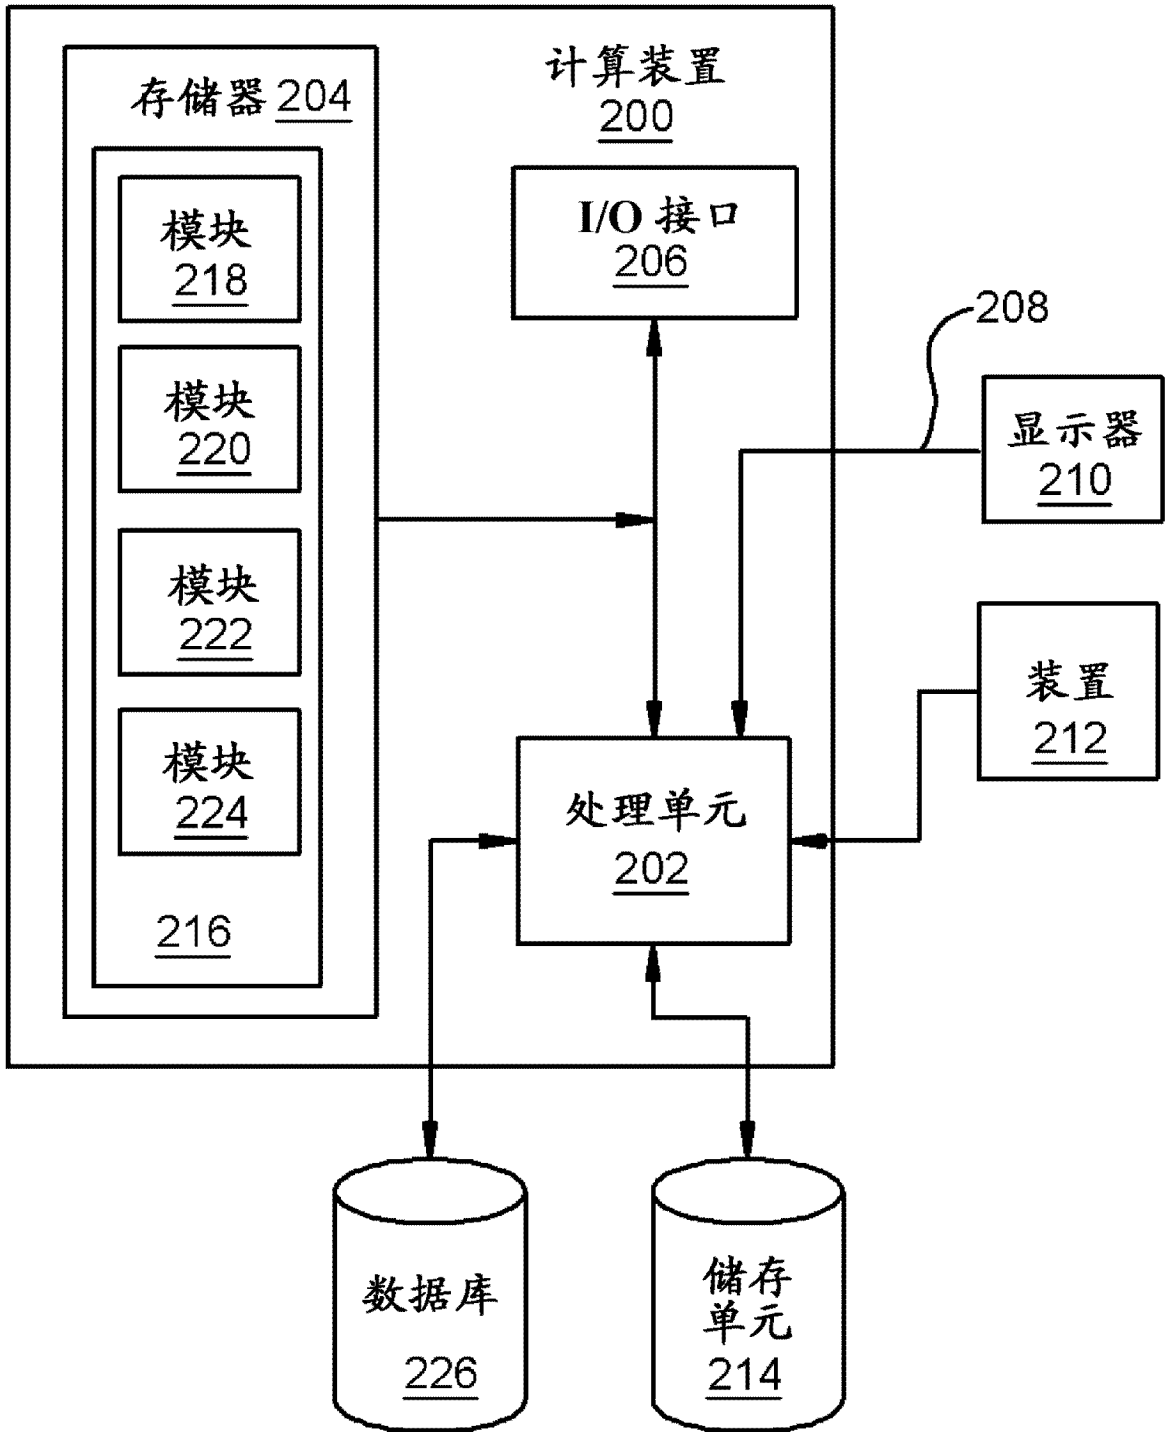 计算装置
200
存储器 204
模块
218
模块
220
模块
222
模块
224
216
I/O 接口
206
208
显示器
210
装置
212
处理单元
202
数据库
226
储存
单元
214